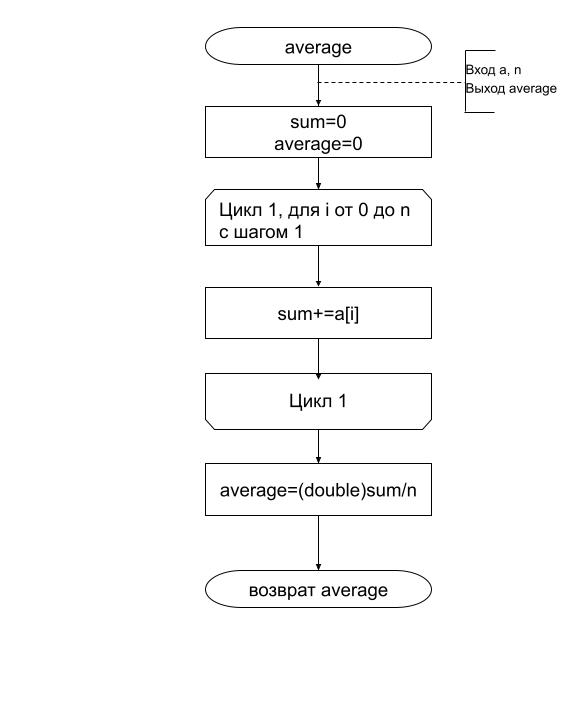 average
Вход a, n
Выход average
sum=0
average=0
Цикл 1, для i от 0 до n
с шагом 1
sum+=a[i]
Цикл 1
average=(double)sum/n
возврат average